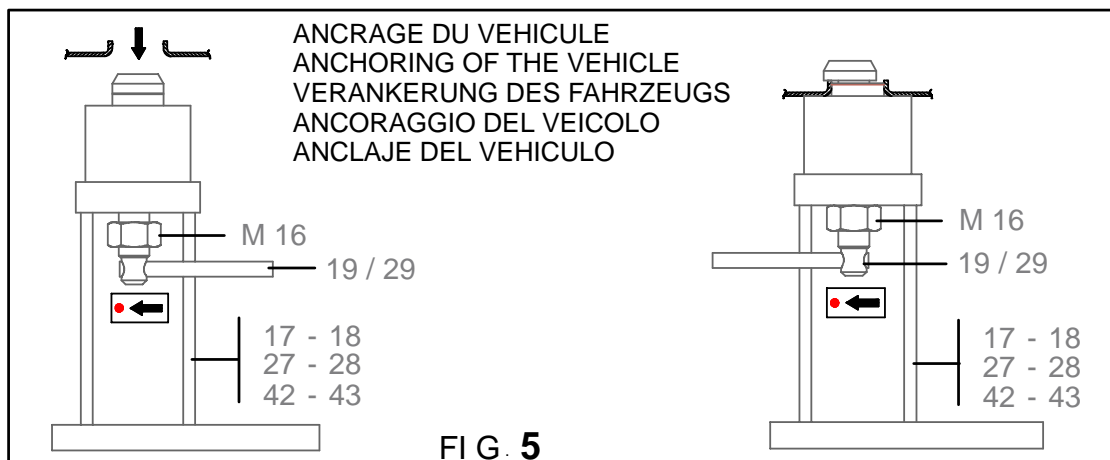 ANCRAGE DU VEHICULE
ANCHORING OF THE VEHICLE
VERANKERUNG DES FAHRZEUGS
ANCORAGGIO DEL VEICOLO
ANCLAJE DEL VEHICULO
M 16
19 / 29
17 - 18
27 - 28
42 - 43
M 16
19 / 29
17 - 18
27 - 28
42 - 43
FIG. 5